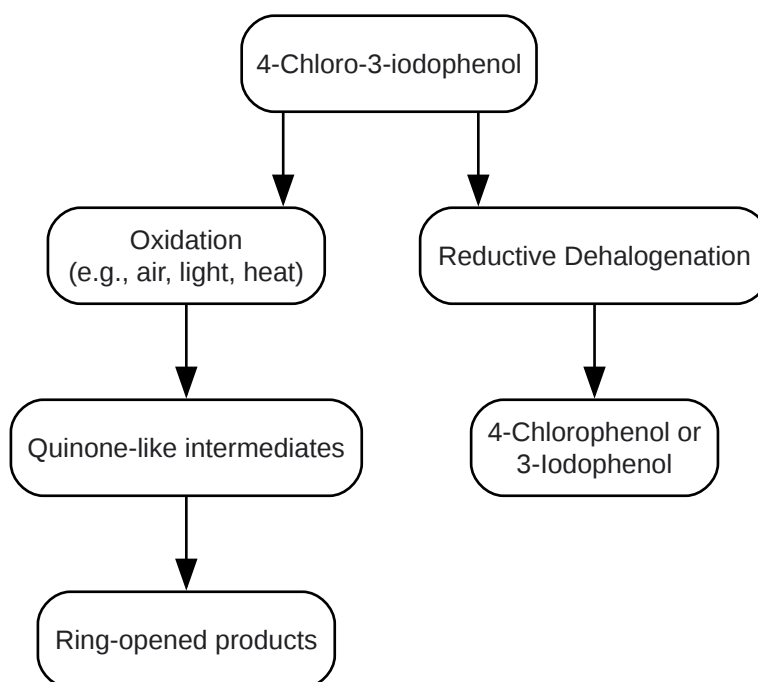 4-Chloro-3-iodophenol
Oxidation
(e.g., air, light, heat)
Reductive Dehalogenation
Quinone-like intermediates
4-Chlorophenol or
3-Iodophenol
Ring-opened products